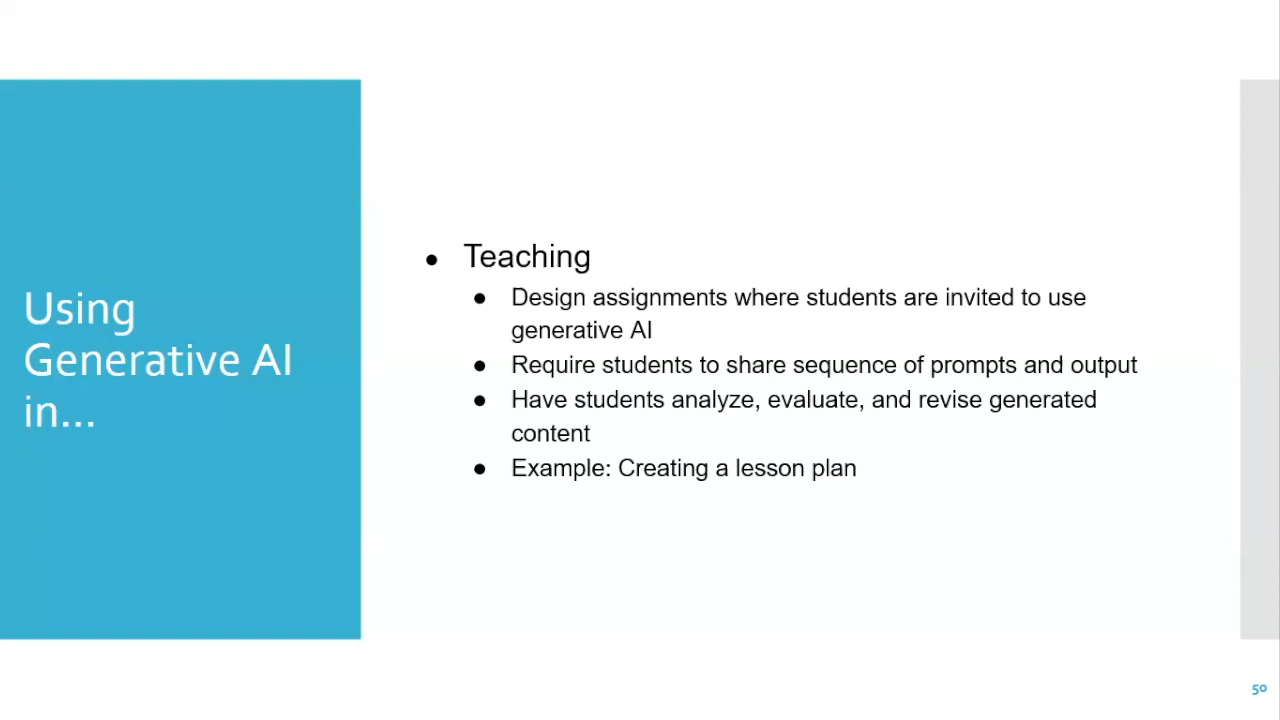 Using
Generative AI
in...
● Teaching
● Design assignments where students are invited to use
generative AI
● Require students to share sequence of prompts and output
● Have students analyze, evaluate, and revise generated
content
● Example: Creating a lesson plan
50